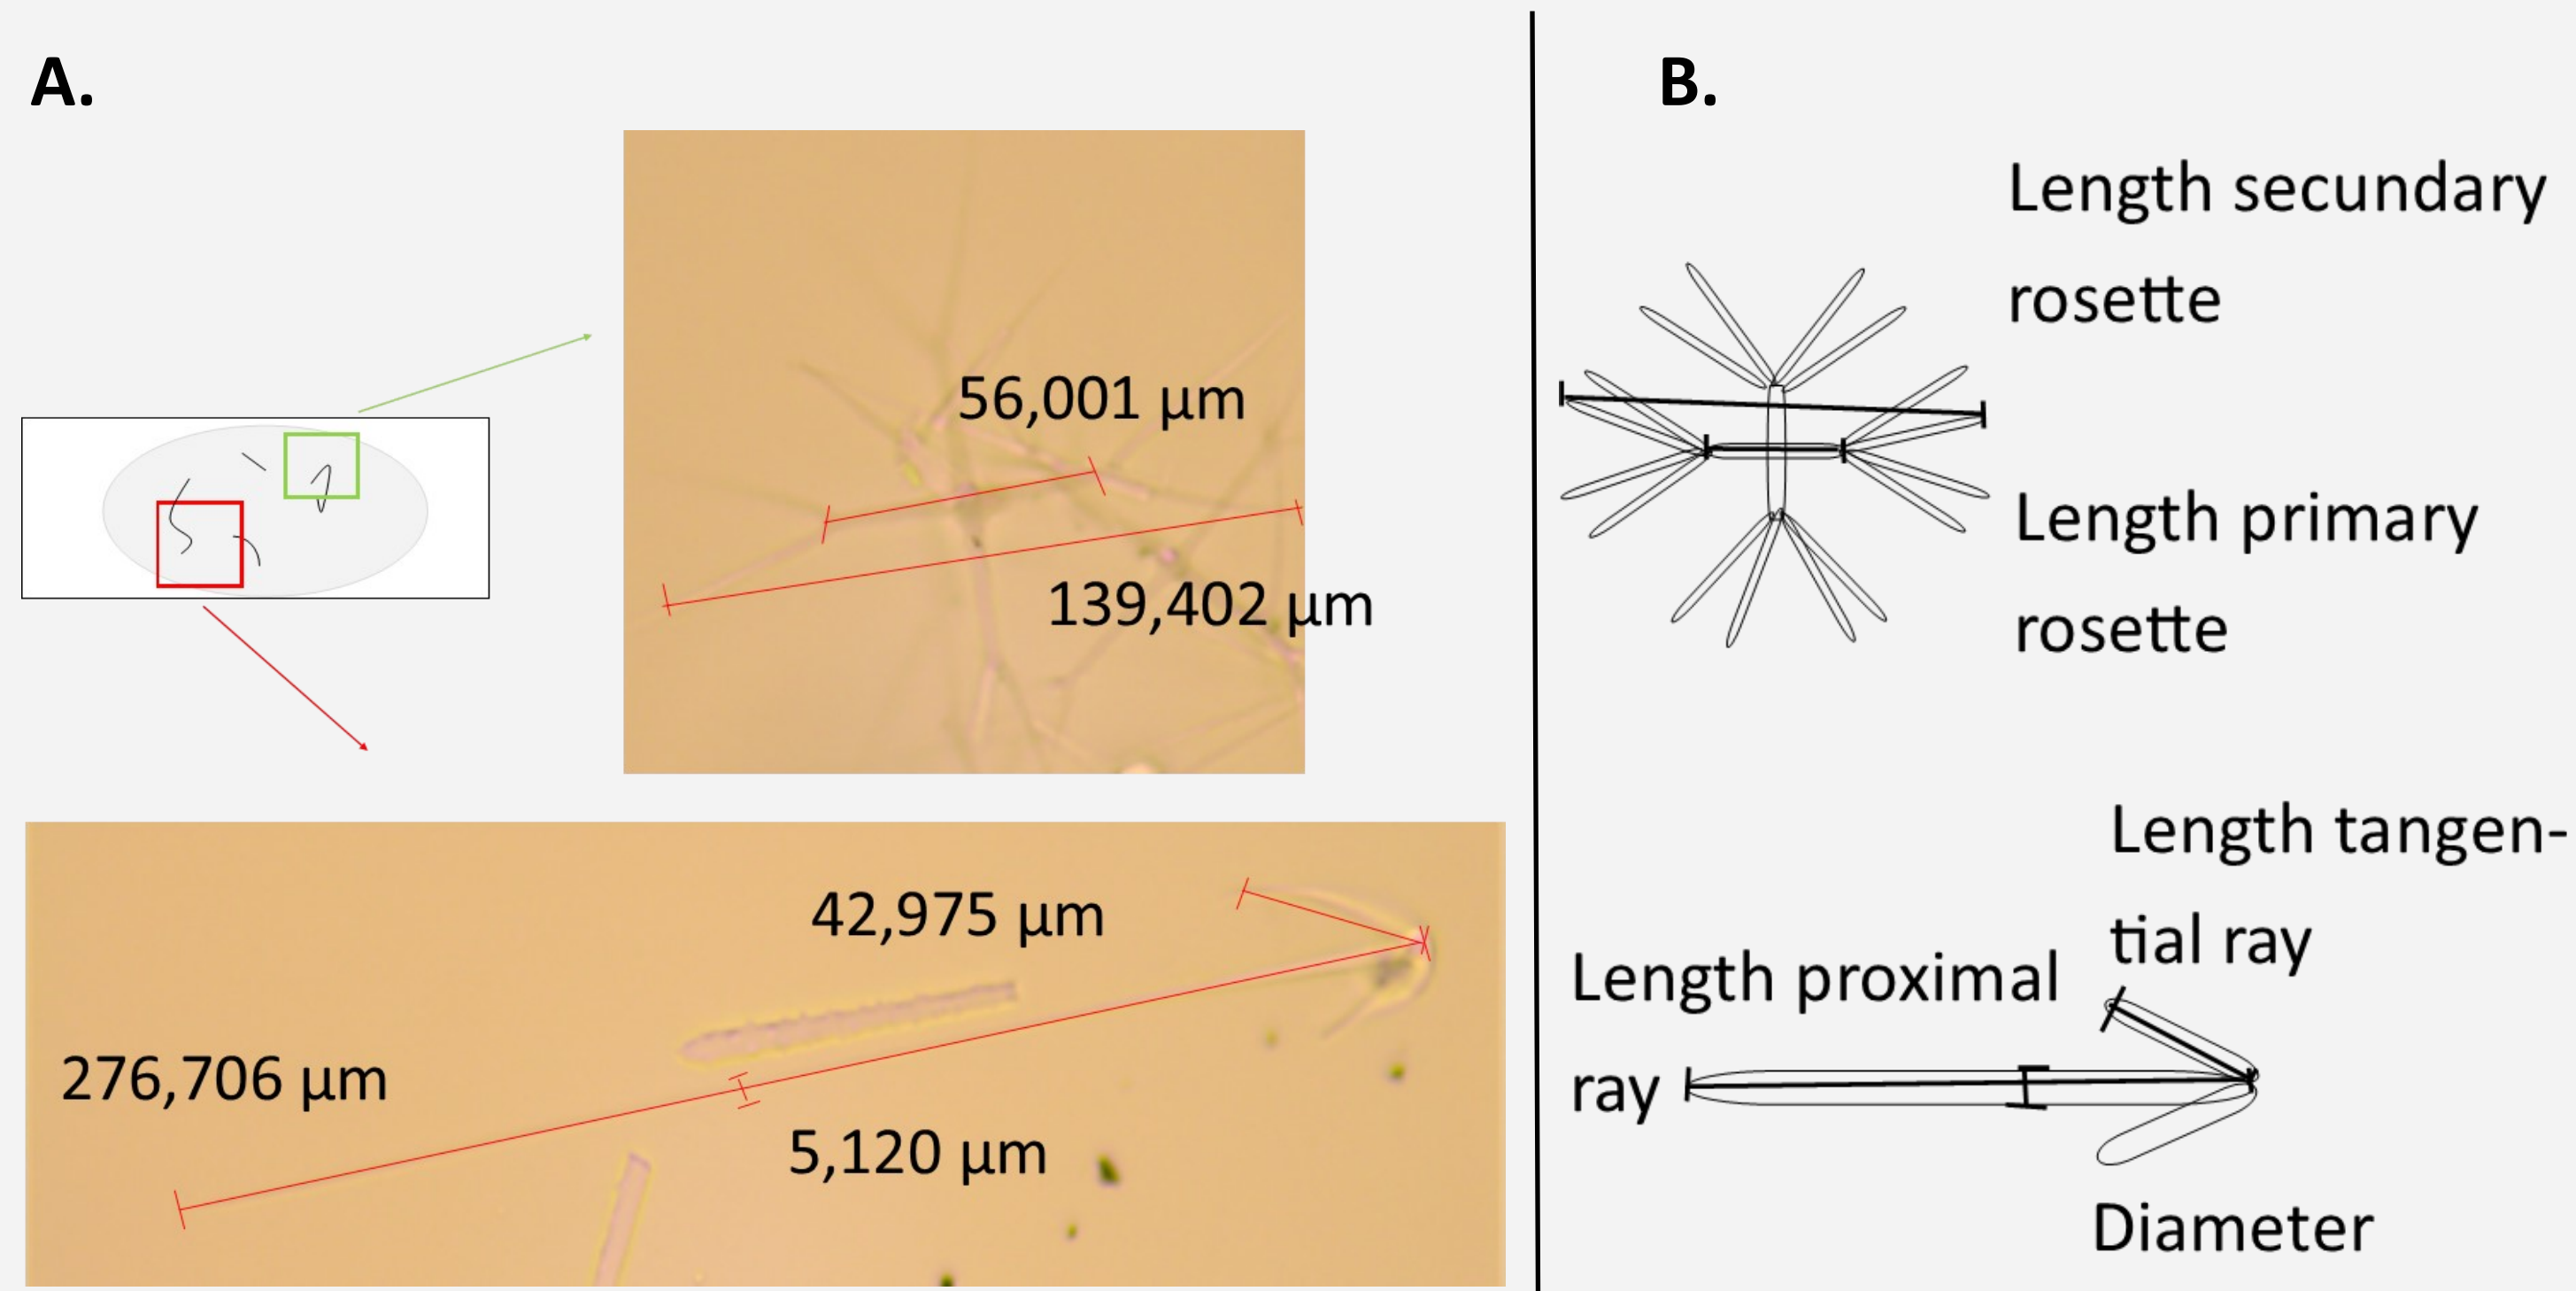 A.
56,001 µm
139,402 µm
42,975 µm
276,706 µm
5,120 µm
B.
Length secundary
rosette
Length primary
rosette
Length tangen-
tial ray
Length proximal
ray
Diameter